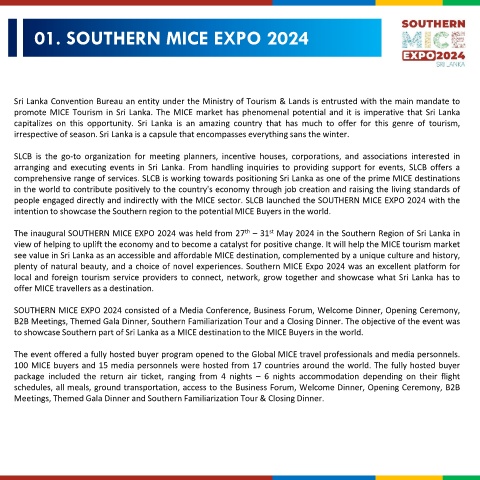 01. SOUTHERN MICE EXPO 2024
SOUTHERN
MICE
EXPO2024
SRI LANKA
Sri Lanka Convention Bureau an entity under the Ministry of Tourism & Lands is entrusted with the main mandate to
promote MICE Tourism in Sri Lanka. The MICE market has phenomenal potential and it is imperative that Sri Lanka
capitalizes on this opportunity. Sri Lanka is an amazing country that has much to offer for this genre of tourism,
irrespective of season. Sri Lanka is a capsule that encompasses everything sans the winter.
SLCB is the go-to organization for meeting planners, incentive houses, corporations, and associations interested in
arranging and executing events in Sri Lanka. From handling inquiries to providing support for events, SLCB offers a
comprehensive range of services. SLCB is working towards positioning Sri Lanka as one of the prime MICE destinations
in the world to contribute positively to the country's economy through job creation and raising the living standards of
people engaged directly and indirectly with the MICE sector. SLCB launched the SOUTHERN MICE EXPO 2024 with the
intention to showcase the Southern region to the potential MICE Buyers in the world.
The inaugural SOUTHERN MICE EXPO 2024 was held from 27th – 31st May 2024 in the Southern Region of Sri Lanka in
view of helping to uplift the economy and to become a catalyst for positive change. It will help the MICE tourism market
see value in Sri Lanka as an accessible and affordable MICE destination, complemented by a unique culture and history,
plenty of natural beauty, and a choice of novel experiences. Southern MICE Expo 2024 was an excellent platform for
local and foreign tourism service providers to connect, network, grow together and showcase what Sri Lanka has to
offer MICE travellers as a destination.
SOUTHERN MICE EXPO 2024 consisted of a Media Conference, Business Forum, Welcome Dinner, Opening Ceremony,
B2B Meetings, Themed Gala Dinner, Southern Familiarization Tour and a Closing Dinner. The objective of the event was
to showcase Southern part of Sri Lanka as a MICE destination to the MICE Buyers in the world.
The event offered a fully hosted buyer program opened to the Global MICE travel professionals and media personnels.
100 MICE buyers and 15 media personnels were hosted from 17 countries around the world. The fully hosted buyer
package included the return air ticket, ranging from 4 nights – 6 nights accommodation depending on their flight
schedules, all meals, ground transportation, access to the Business Forum, Welcome Dinner, Opening Ceremony, B2B
Meetings, Themed Gala Dinner and Southern Familiarization Tour & Closing Dinner.